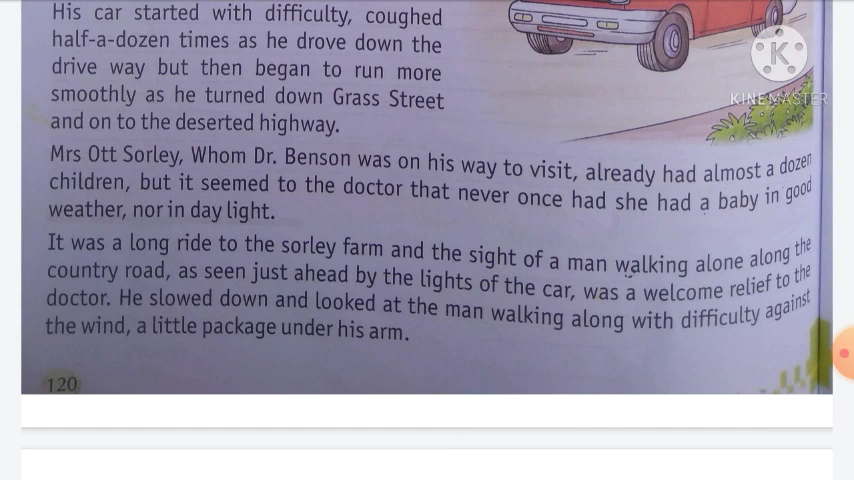 His car started with difficulty, coughed
half-a-dozen times as he drove down the
drive way but then began to run more
smoothly as he turned down Grass Street
and on to the deserted highway.
K
KINEMASTER
Mrs Ott Sorley, Whom Dr. Benson was on his way to visit, already had almost a dozen
children, but it seemed to the doctor that never once had she had a baby in good
weather, nor in day light.
It was a long ride to the sorley farm and the sight of a man walking alone along the
country road, as seen just ahead by the lights of the car, was a welcome relief to the
doctor. He slowed down and looked at the man walking along with difficulty against
the wind, a little package under his arm.
120